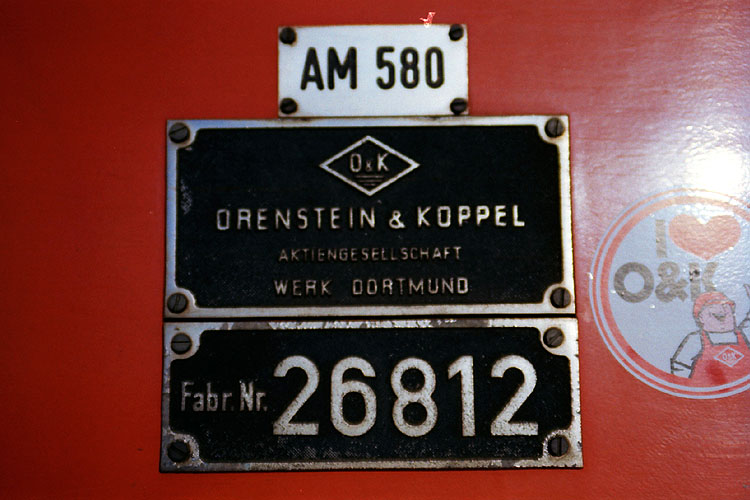 AM 580
O&K
ORENSTEIN & KOPPEL
AKTIENGESELLSCHAFT
WERK DORTMUND
Fabr. Nr. 26812
I
O&K